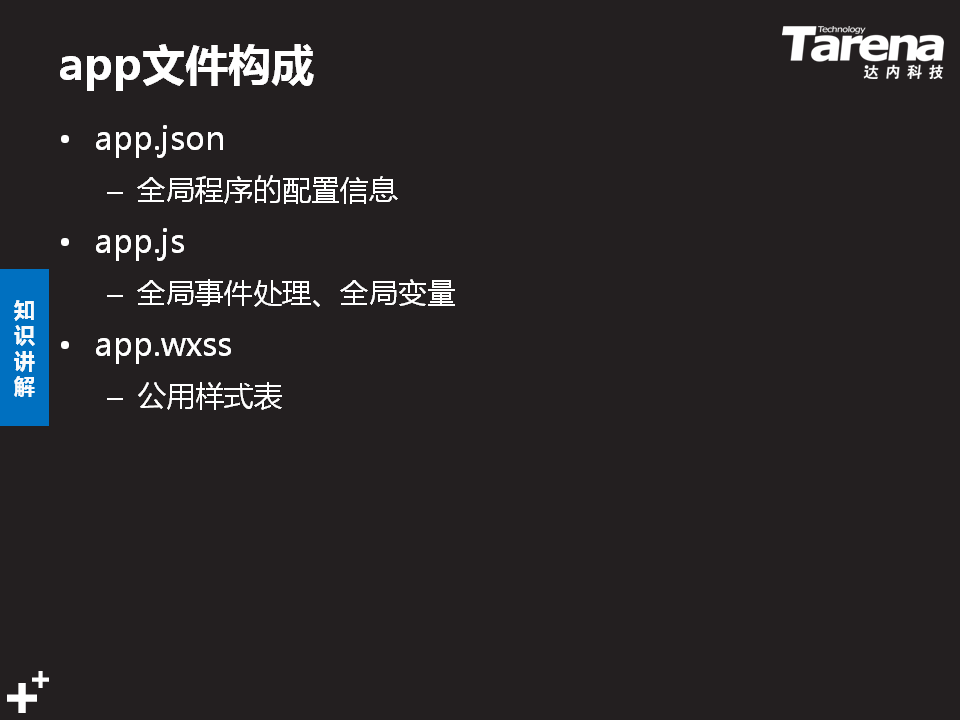 app文件构成
Technology
Tarena
达内科技
• app.json
– 全局程序的配置信息
• app.js
– 全局事件处理、全局变量
• app.wxss
– 公用样式表
知识讲解